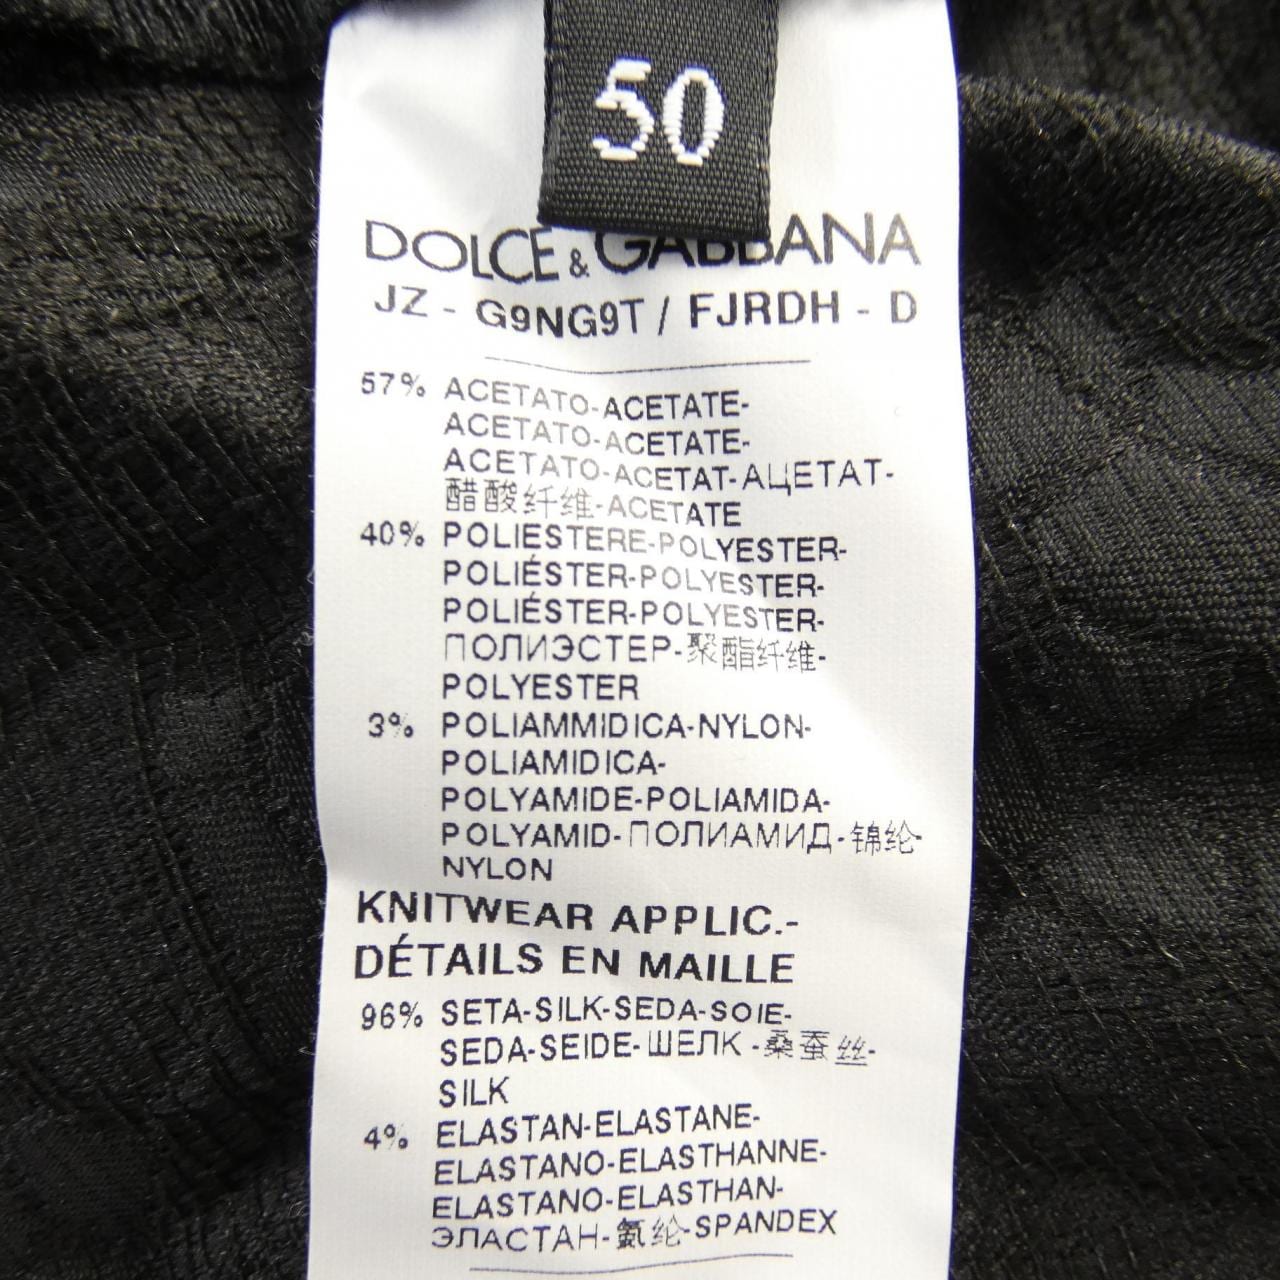 50
DOLCE & GABBANA
JZ - G9NG9T / FJRDH - D
57% ACETATO-ACETATE-
ACETATO-ACETATE-
ACETATO-ACETAT-АЦЕТАТ-
醋酸纤维-ACETATE
40% POLIESTERE-POLYESTER-
POLIÉSTER-POLYESTER-
POLIÉSTER-POLYESTER-
ПОЛИЭСТЕР-聚酯纤维-
POLYESTER
3% POLIAMMIDICA-NYLON-
POLIAMIDICA-
POLYAMIDE-POLIAMIDA-
POLYAMID-ПОЛИАМИД-锦纶-
NYLON
KNITWEAR APPLIC.-
DÉTAILS EN MAILLE
96% SETA-SILK-SEDA-SOIE-
SEDA-SEIDE-ШЕЛК -桑蚕丝-
SILK
4% ELASTAN-ELASTANE-
ELASTANO-ELASTHANNE-
ELASTANO-ELASTHAN-
ЭЛАСТАН-氨纶-SPANDEX